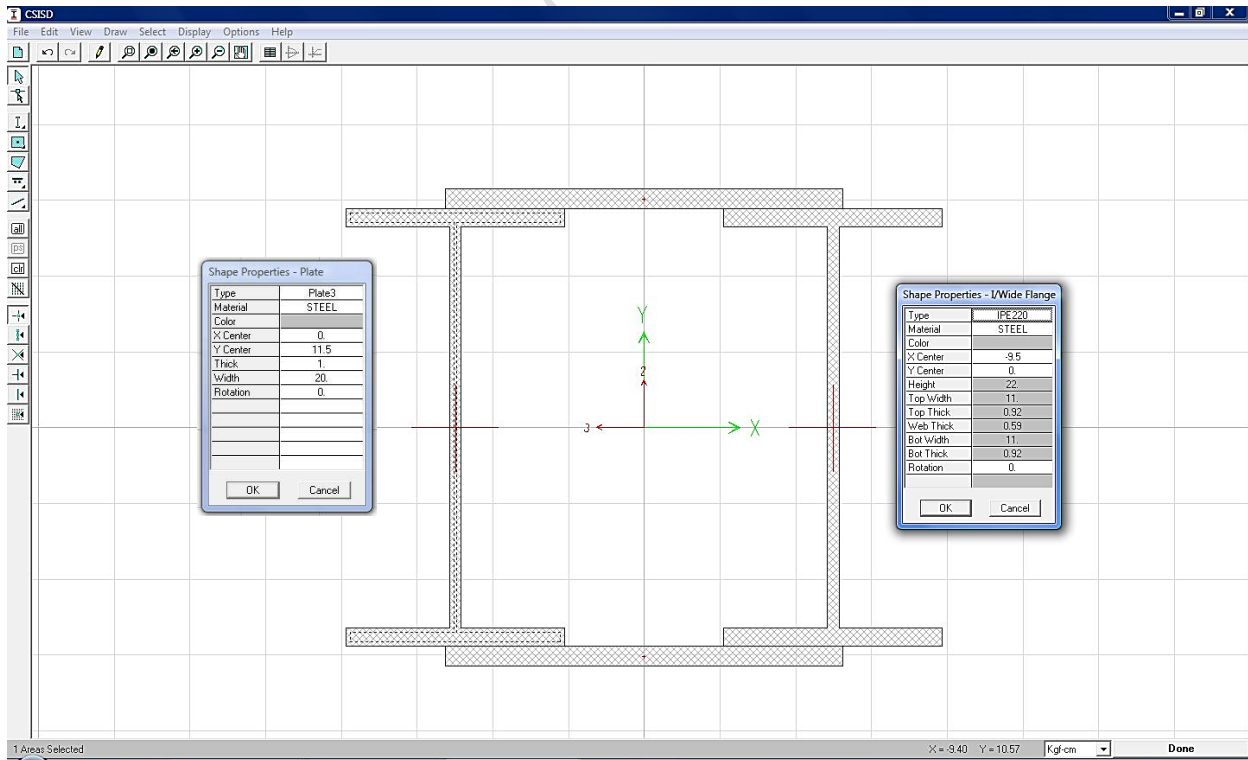 CSISD
File Edit View Draw Select Display Options Help
all
ps
clr
Y
2
3
X
Shape Properties - Plate
Type Plate3
Material STEEL
Color
X Center 0.
Y Center 11.5
Thick 1.
Width 20.
Rotation 0.
OK Cancel
Shape Properties - I/Wide Flange
Type IPE220
Material STEEL
Color
X Center -9.5
Y Center 0.
Height 22.
Top Width 11.
Top Thick 0.92
Web Thick 0.59
Bot Width 11.
Bot Thick 0.92
Rotation 0.
OK Cancel
1 Areas Selected X = -9.40 Y = 10.57 Kgf-cm Done